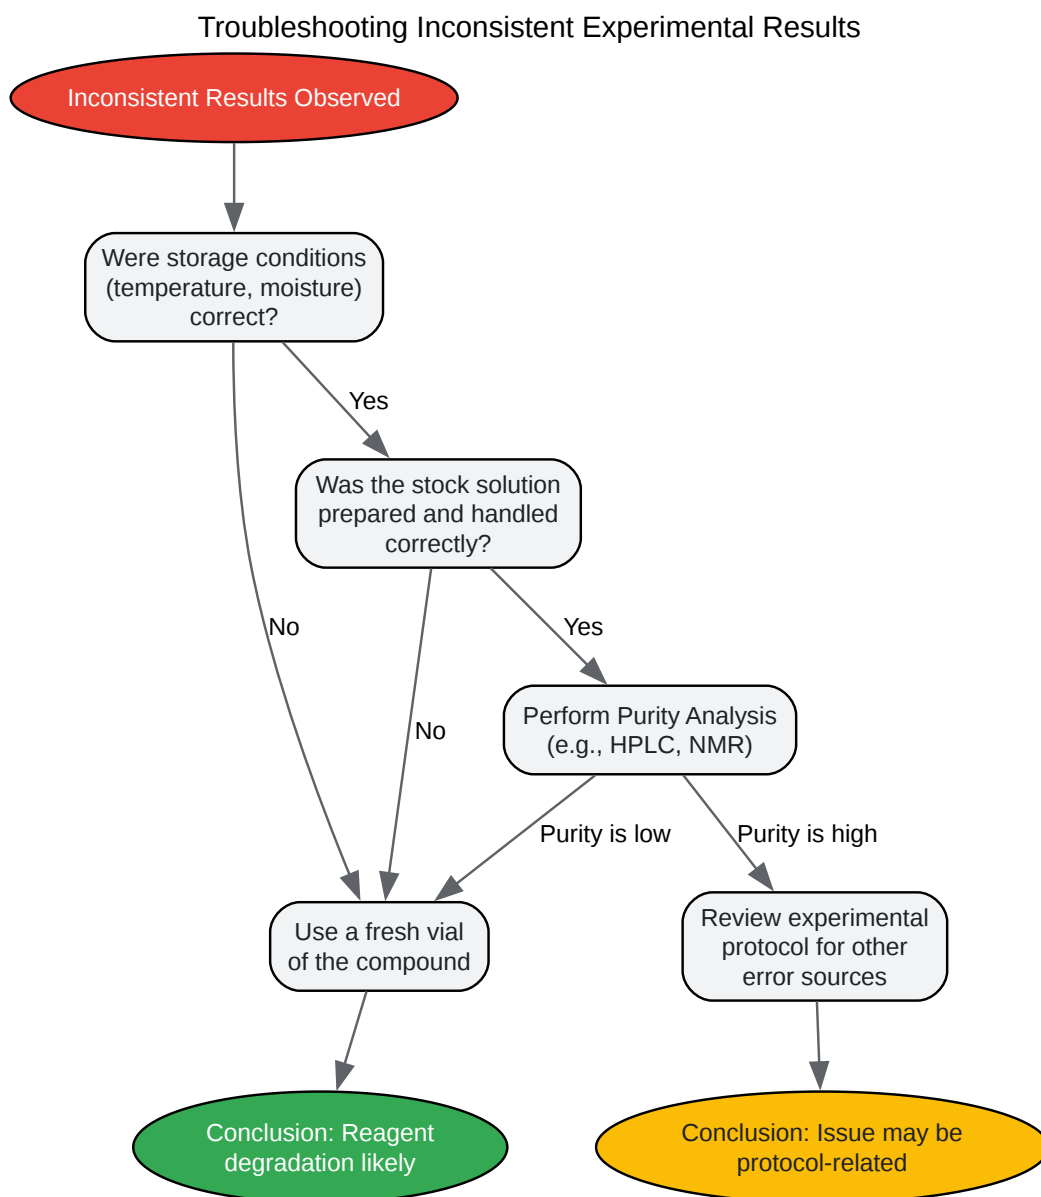 Troubleshooting Inconsistent Experimental Results
Inconsistent Results Observed
Were storage conditions
(temperature, moisture)
correct?
Yes
Was the stock solution
prepared and handled
correctly?
No
Yes
Perform Purity Analysis
(e.g., HPLC, NMR)
No
Purity is low
Purity is high
Use a fresh vial
of the compound
Review experimental
protocol for other
error sources
Conclusion: Reagent
degradation likely
Conclusion: Issue may be
protocol-related